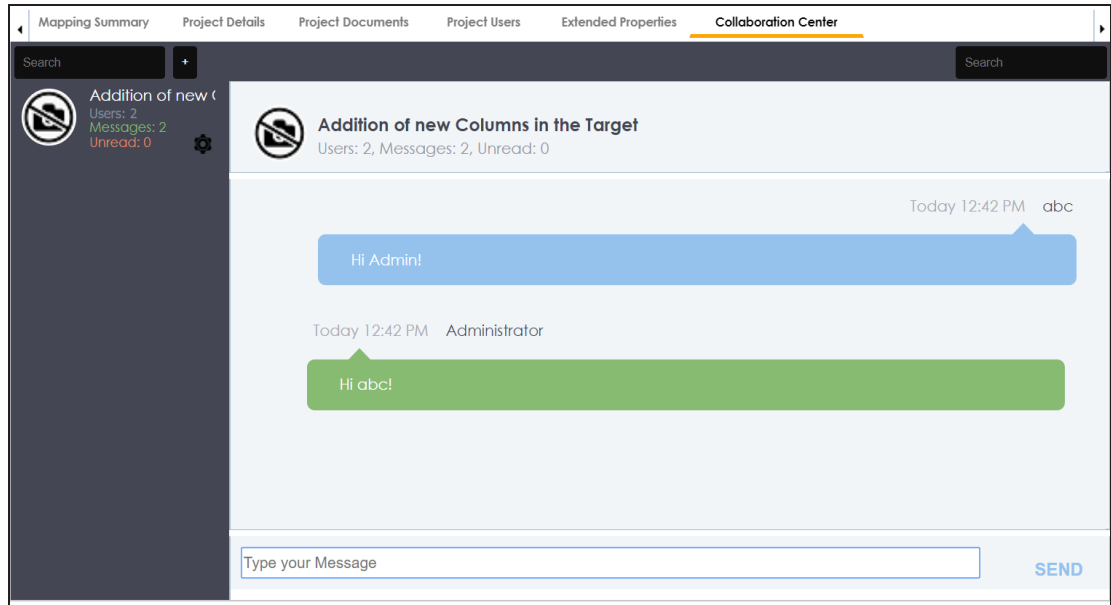 Mapping Summary Project Details Project Documents Project Users Extended Properties Collaboration Center
Search + Search
Addition of new (
Users: 2
Messages: 2
Unread: 0
Addition of new Columns in the Target
Users: 2, Messages: 2, Unread: 0
Today 12:42 PM abc
Hi Admin!
Today 12:42 PM Administrator
Hi abc!
Type your Message
SEND